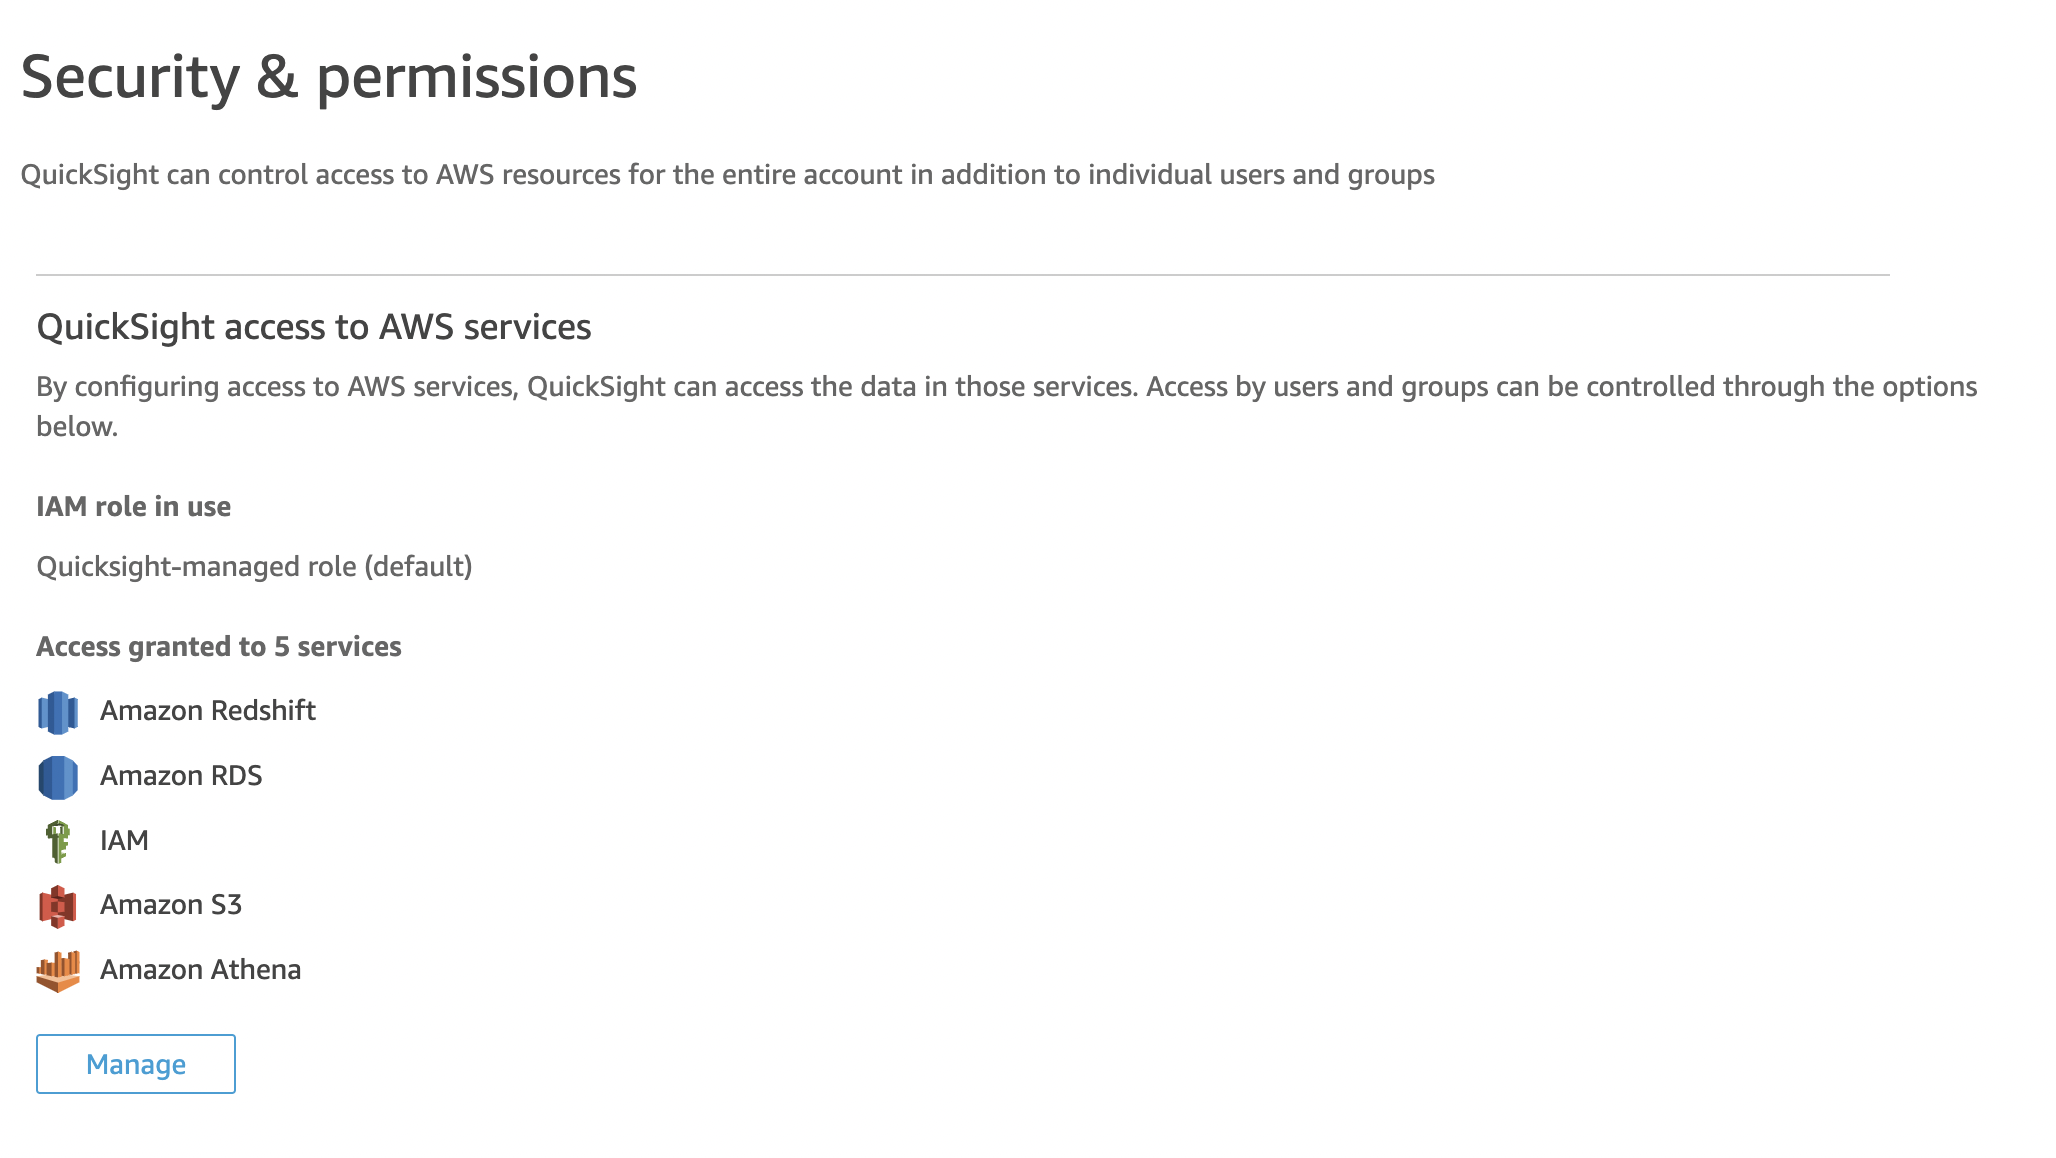 Security & permissions
QuickSight can control access to AWS resources for the entire account in addition to individual users and groups
QuickSight access to AWS services
By configuring access to AWS services, QuickSight can access the data in those services. Access by users and groups can be controlled through the options
below.
IAM role in use
Quicksight-managed role (default)
Access granted to 5 services
Amazon Redshift
Amazon RDS
IAM
Amazon S3
Amazon Athena
Manage